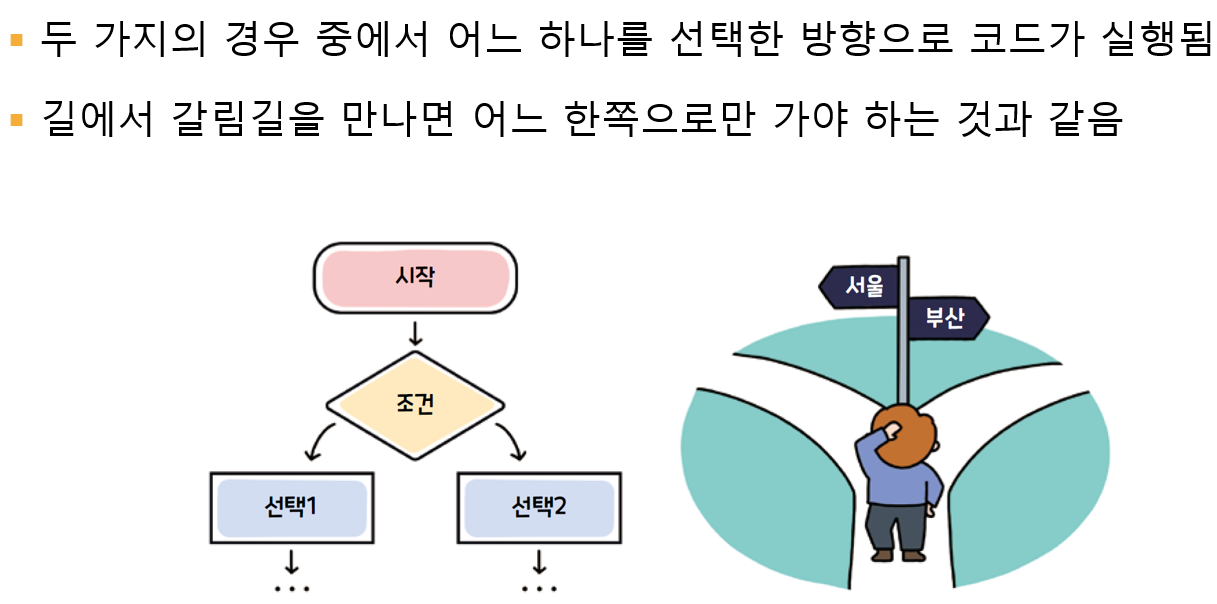 두 가지의 경우 중에서 어느 하나를 선택한 방향으로 코드가 실행됨
길에서 갈림길을 만나면 어느 한쪽으로만 가야 하는 것과 같음
시작
조건
선택1
선택2
...
...
서울
부산